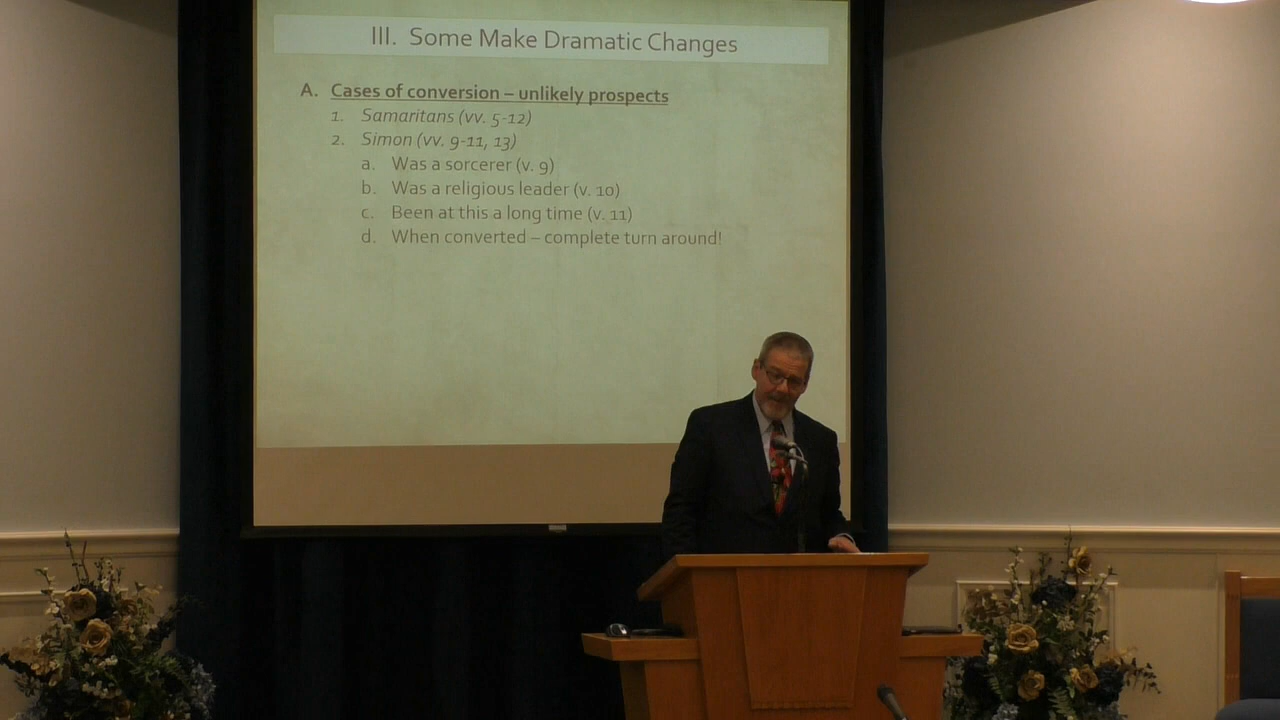 III. Some Make Dramatic Changes
A. Cases of conversion – unlikely prospects
1. Samaritans (vv. 5-12)
2. Simon (vv. 9-11, 13)
a. Was a sorcerer (v. 9)
b. Was a religious leader (v. 10)
c. Been at this a long time (v. 11)
d. When converted – complete turn around!